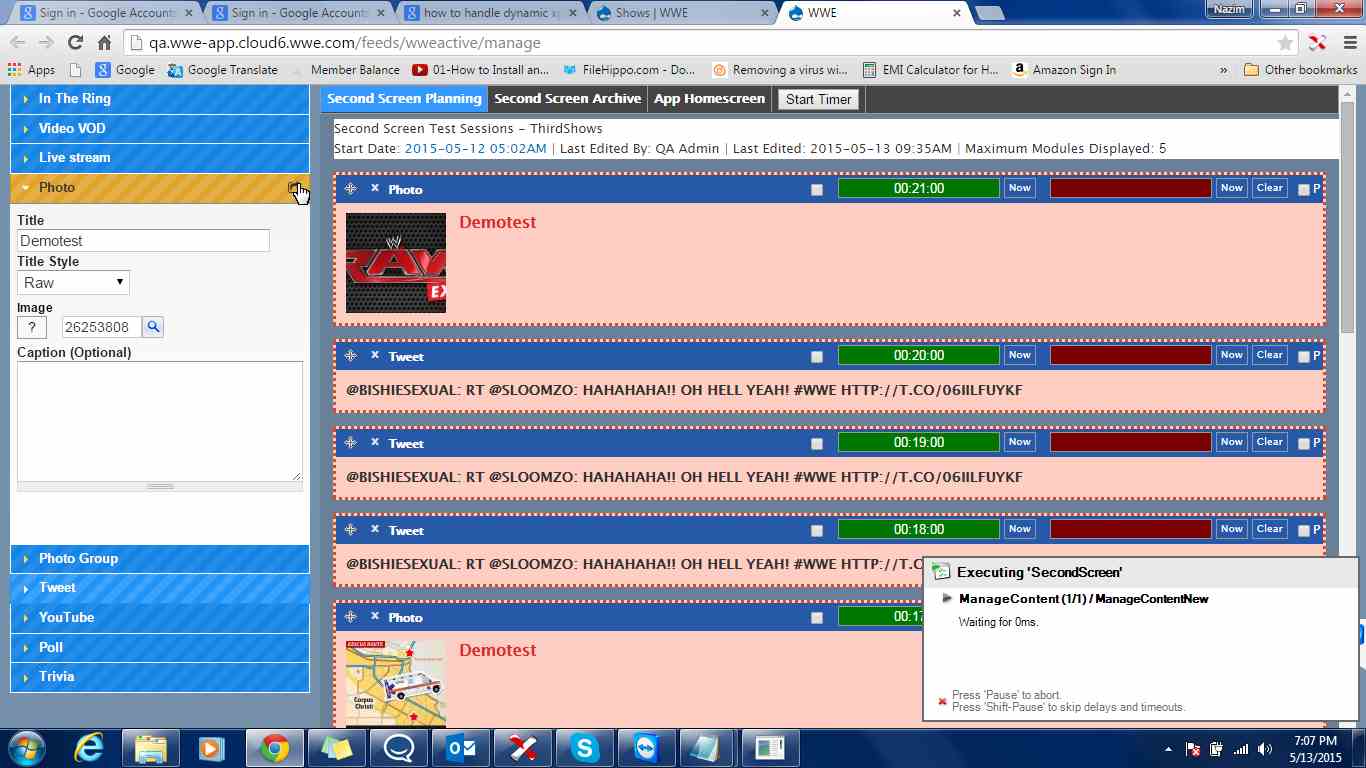 Sign in - Google Accounts
Sign in - Google Accounts
how to handle dynamic xp
Shows | WWE
WWE
Nazim
qa.wwe-app.cloud6.wwe.com/feeds/wweactive/manage
Apps
Google
Google Translate
Member Balance
01-How to Install an...
FileHippo.com - Do...
Removing a virus wi...
EMI Calculator for H...
Amazon Sign In
»
Other bookmarks
In The Ring
Video VOD
Live stream
Photo
Title
Demotest
Title Style
Raw
Image
?
26253808
Caption (Optional)
Photo Group
Tweet
YouTube
Poll
Trivia
Second Screen Planning
Second Screen Archive
App Homescreen
Start Timer
Second Screen Test Sessions - ThirdShows
Start Date: 2015-05-12 05:02AM | Last Edited By: QA Admin | Last Edited: 2015-05-13 09:35AM | Maximum Modules Displayed: 5
x Photo 00:21:00 Now Now Clear P
RAW
EX
Demotest
x Tweet 00:20:00 Now Now Clear P
@BISHIESEXUAL: RT @SLOOMZO: HAHAHAHA!! OH HELL YEAH! #WWE HTTP://T.CO/06IILFUYKF
x Tweet 00:19:00 Now Now Clear P
@BISHIESEXUAL: RT @SLOOMZO: HAHAHAHA!! OH HELL YEAH! #WWE HTTP://T.CO/06IILFUYKF
x Tweet 00:18:00 Now Now Clear P
@BISHIESEXUAL: RT @SLOOMZO: HAHAHAHA!! OH HELL YEAH! #WWE HTTP://T.C
x Photo 00:17
Demotest
Corpus
Christi
Executing 'SecondScreen'
ManageContent (1/1) / ManageContentNew
Waiting for 0ms.
Press 'Pause' to abort.
Press 'Shift-Pause' to skip delays and timeouts.
7:07 PM
5/13/2015